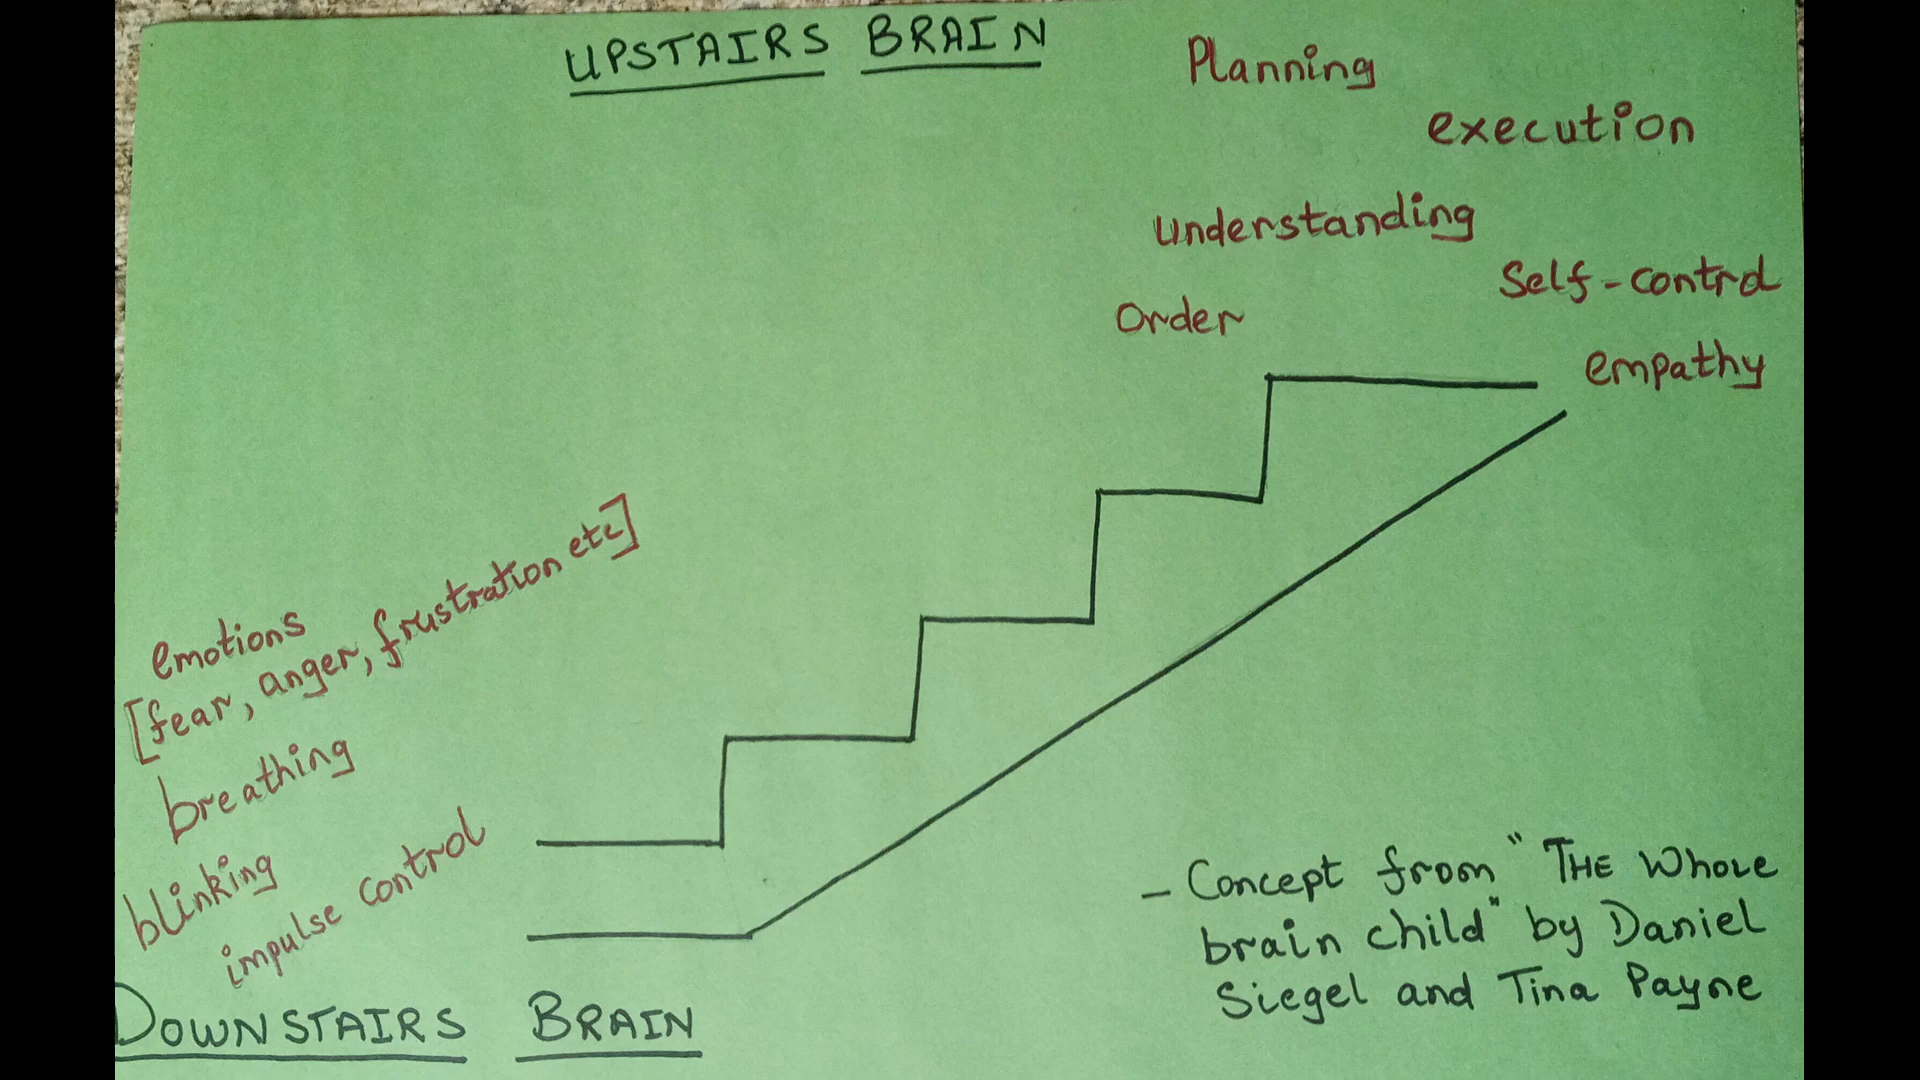 UPSTAIRS BRAIN
Planning
execution
understanding
Self-control
Order
empathy
emotions
[fear, anger, frustration etc]
breathing
blinking
impulse control
DOWNSTAIRS BRAIN
- Concept from "THE Whole
brain child" by Daniel
Siegel and Tina Payne